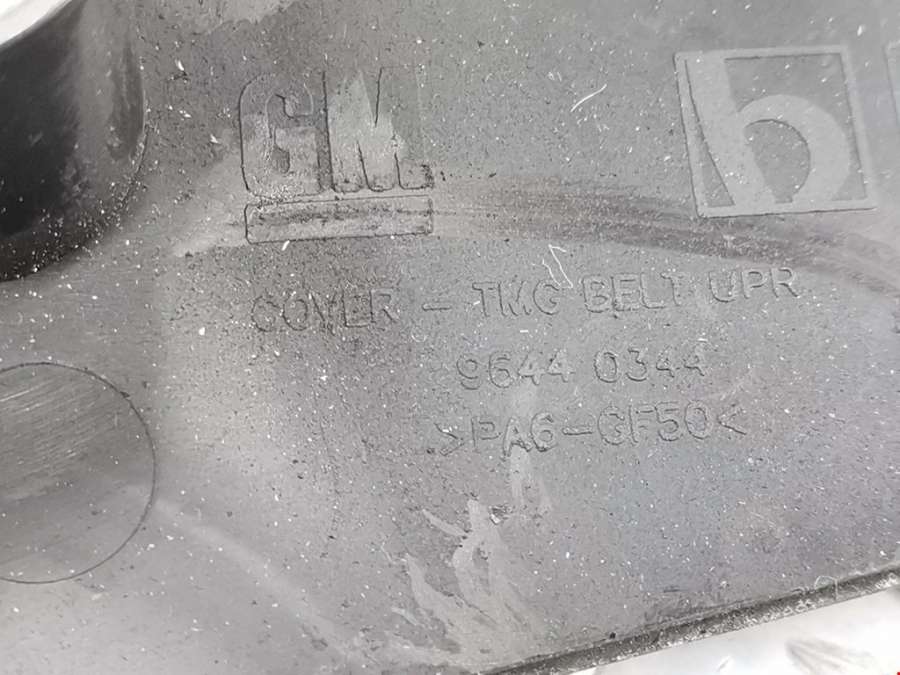 GM
COVER - TMG BELT UPR
9644 0344
>PA6-GF50<